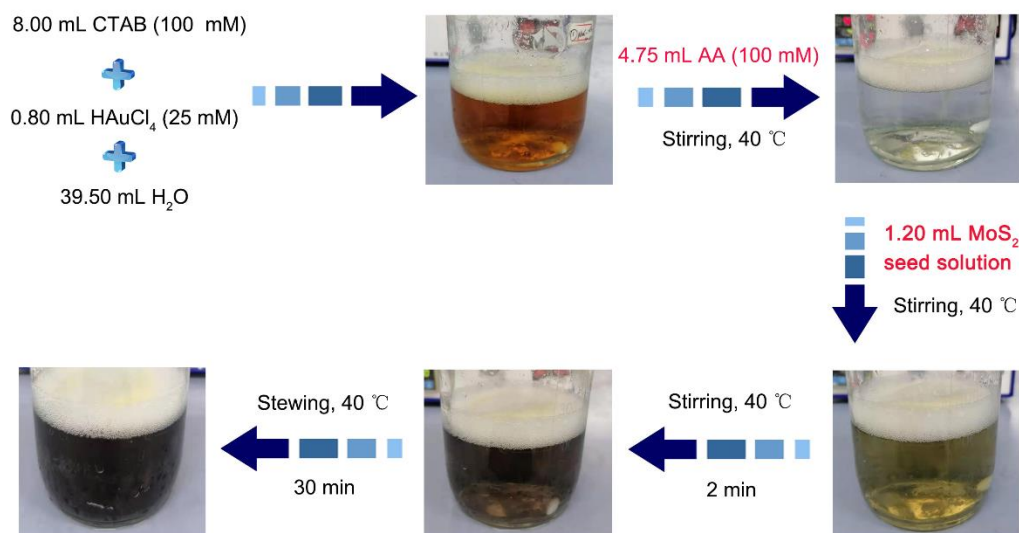 8.00 mL CTAB (100 mM)
0.80 mL HAuCl₄ (25 mM)
39.50 mL H₂O
4.75 mL AA (100 mM)
Stirring, 40 ℃
1.20 mL MoS₂
seed solution
Stirring, 40 ℃
Stirring, 40 ℃
2 min
Stewing, 40 ℃
30 min